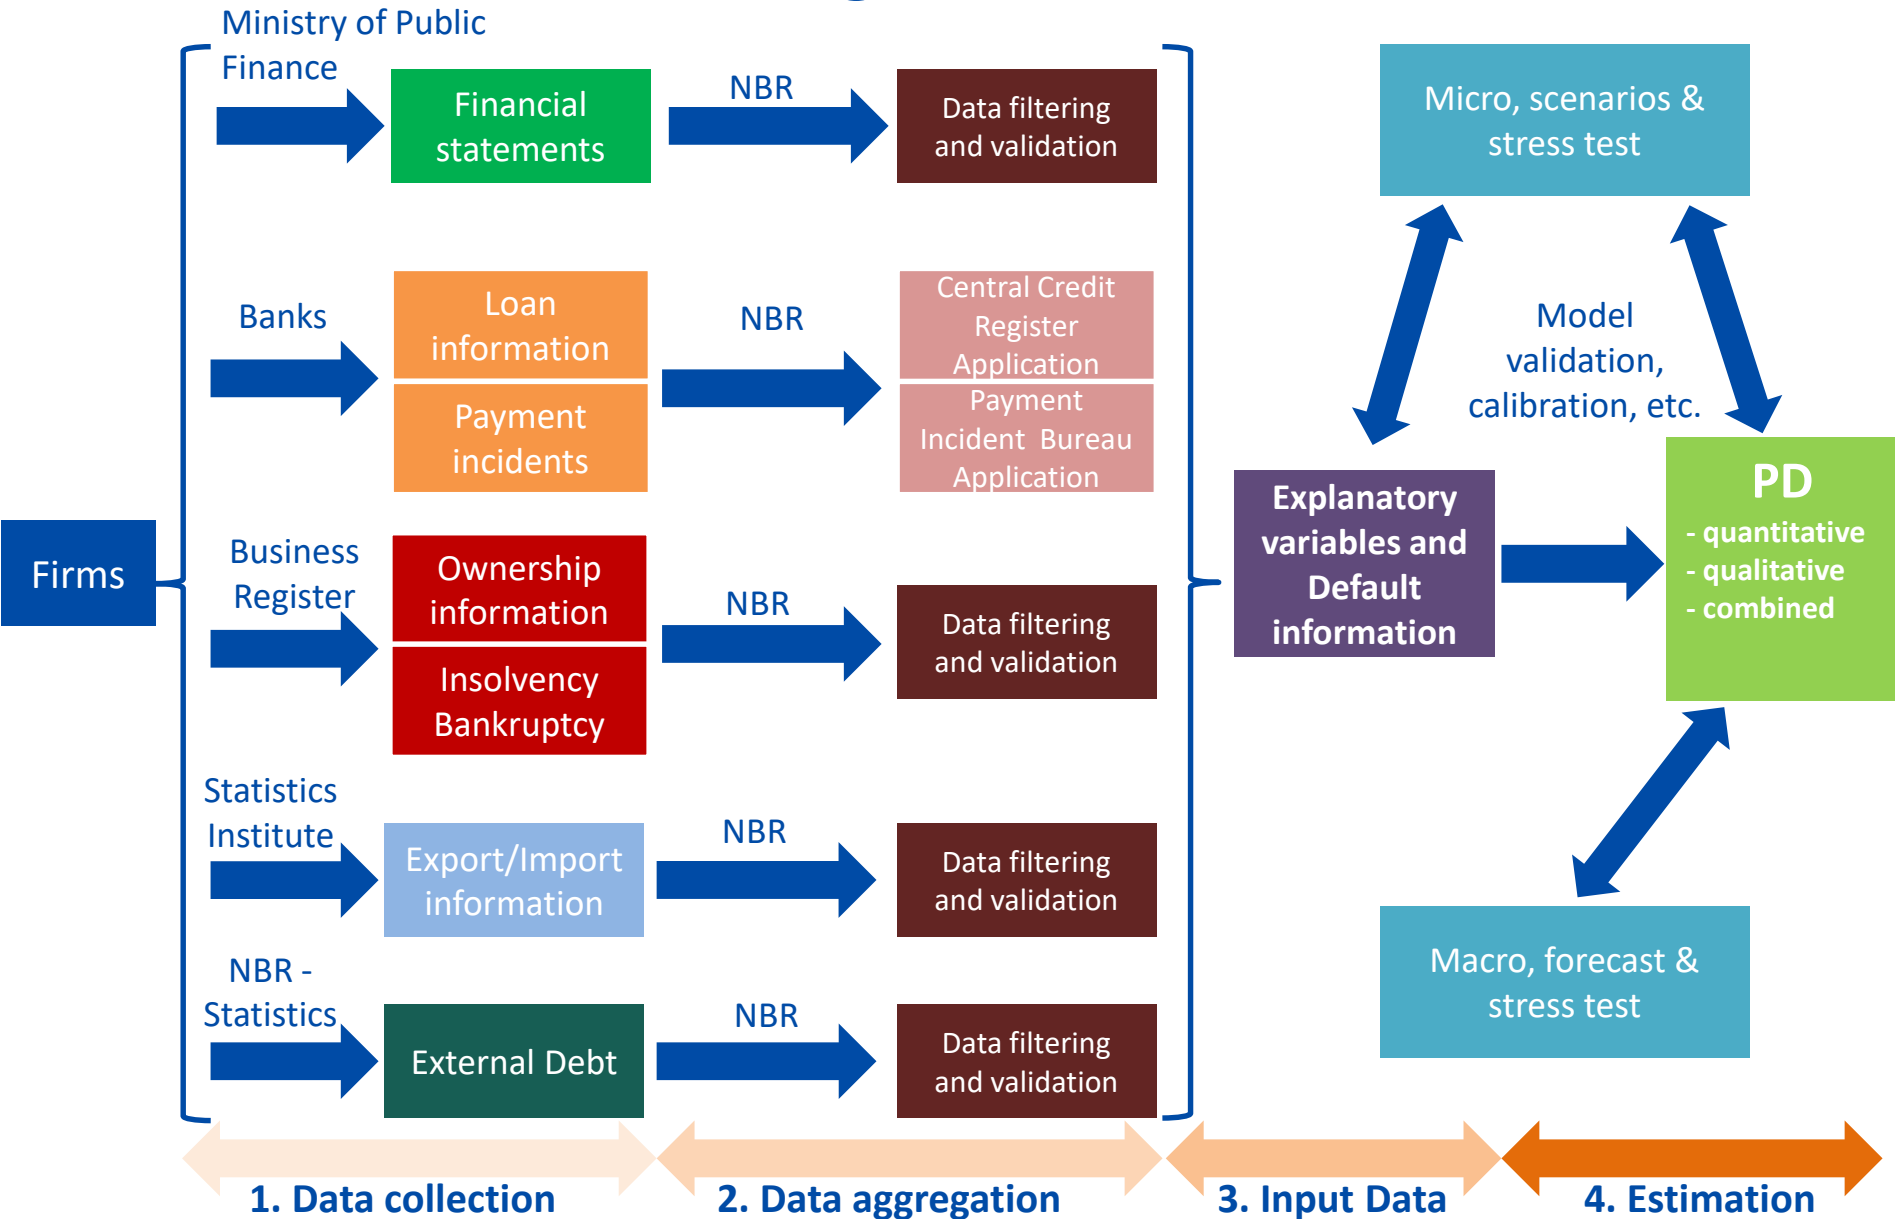 Ministry of Public
Finance
Financial
statements
NBR
Data filtering
and validation
Micro, scenarios &
stress test
Banks
Loan
information
Payment
incidents
NBR
Central Credit
Register
Application
Payment
Incident Bureau
Application
Model
validation,
calibration, etc.
Firms
Business
Register
Ownership
information
Insolvency
Bankruptcy
NBR
Data filtering
and validation
Explanatory
variables and
Default
information
PD
- quantitative
- qualitative
- combined
Statistics
Institute
Export/Import
information
NBR
Data filtering
and validation
NBR -
Statistics
External Debt
NBR
Data filtering
and validation
Macro, forecast &
stress test
1. Data collection
2. Data aggregation
3. Input Data
4. Estimation